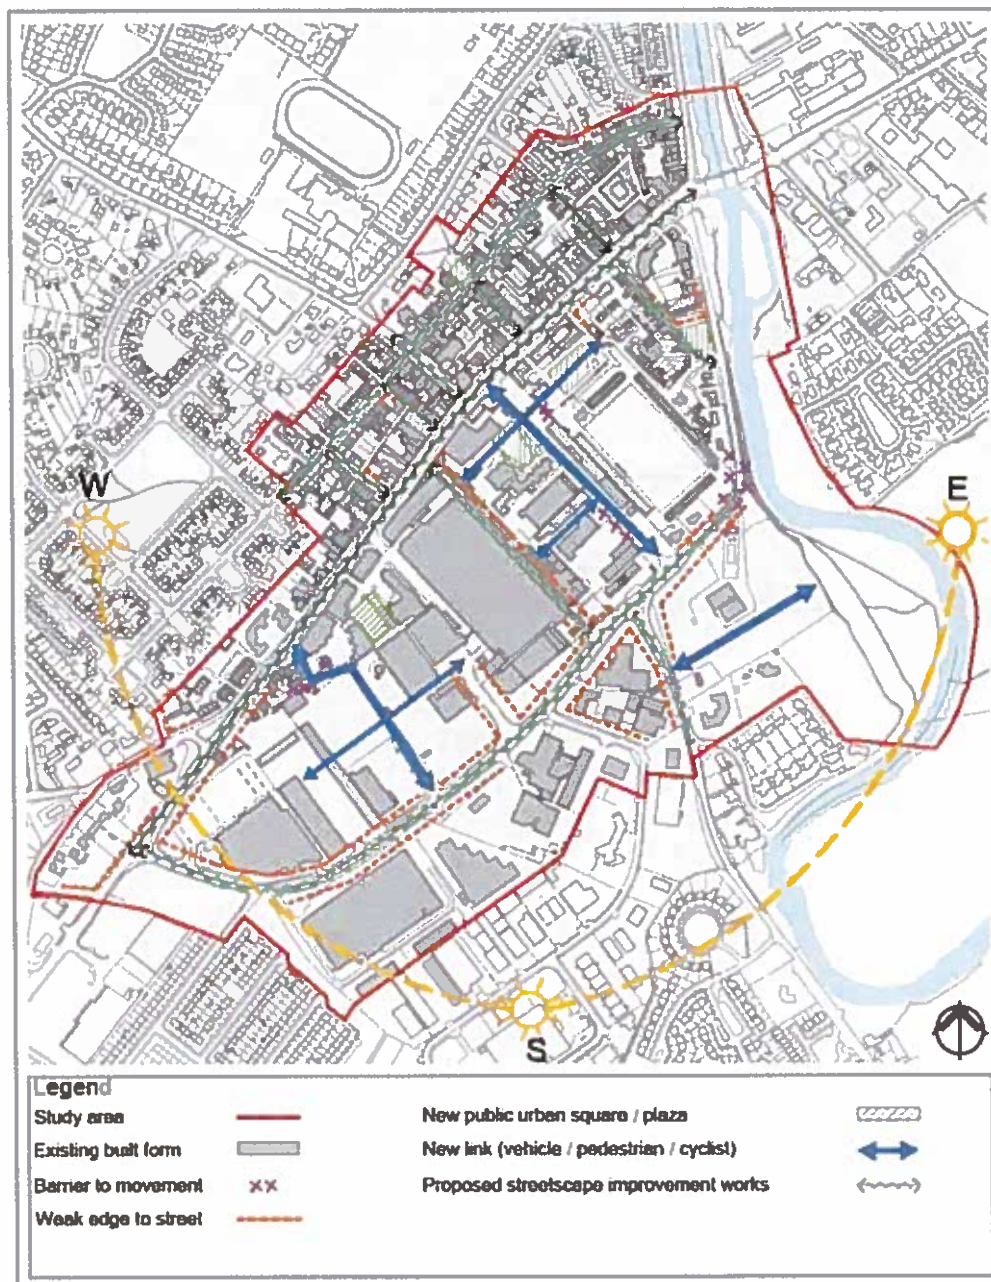 W
E
S
Legend
Study area
Existing built form
Barrier to movement
Weak edge to street
New public urban square / plaza
New link (vehicle / pedestrian / cyclist)
Proposed streetscape improvement works